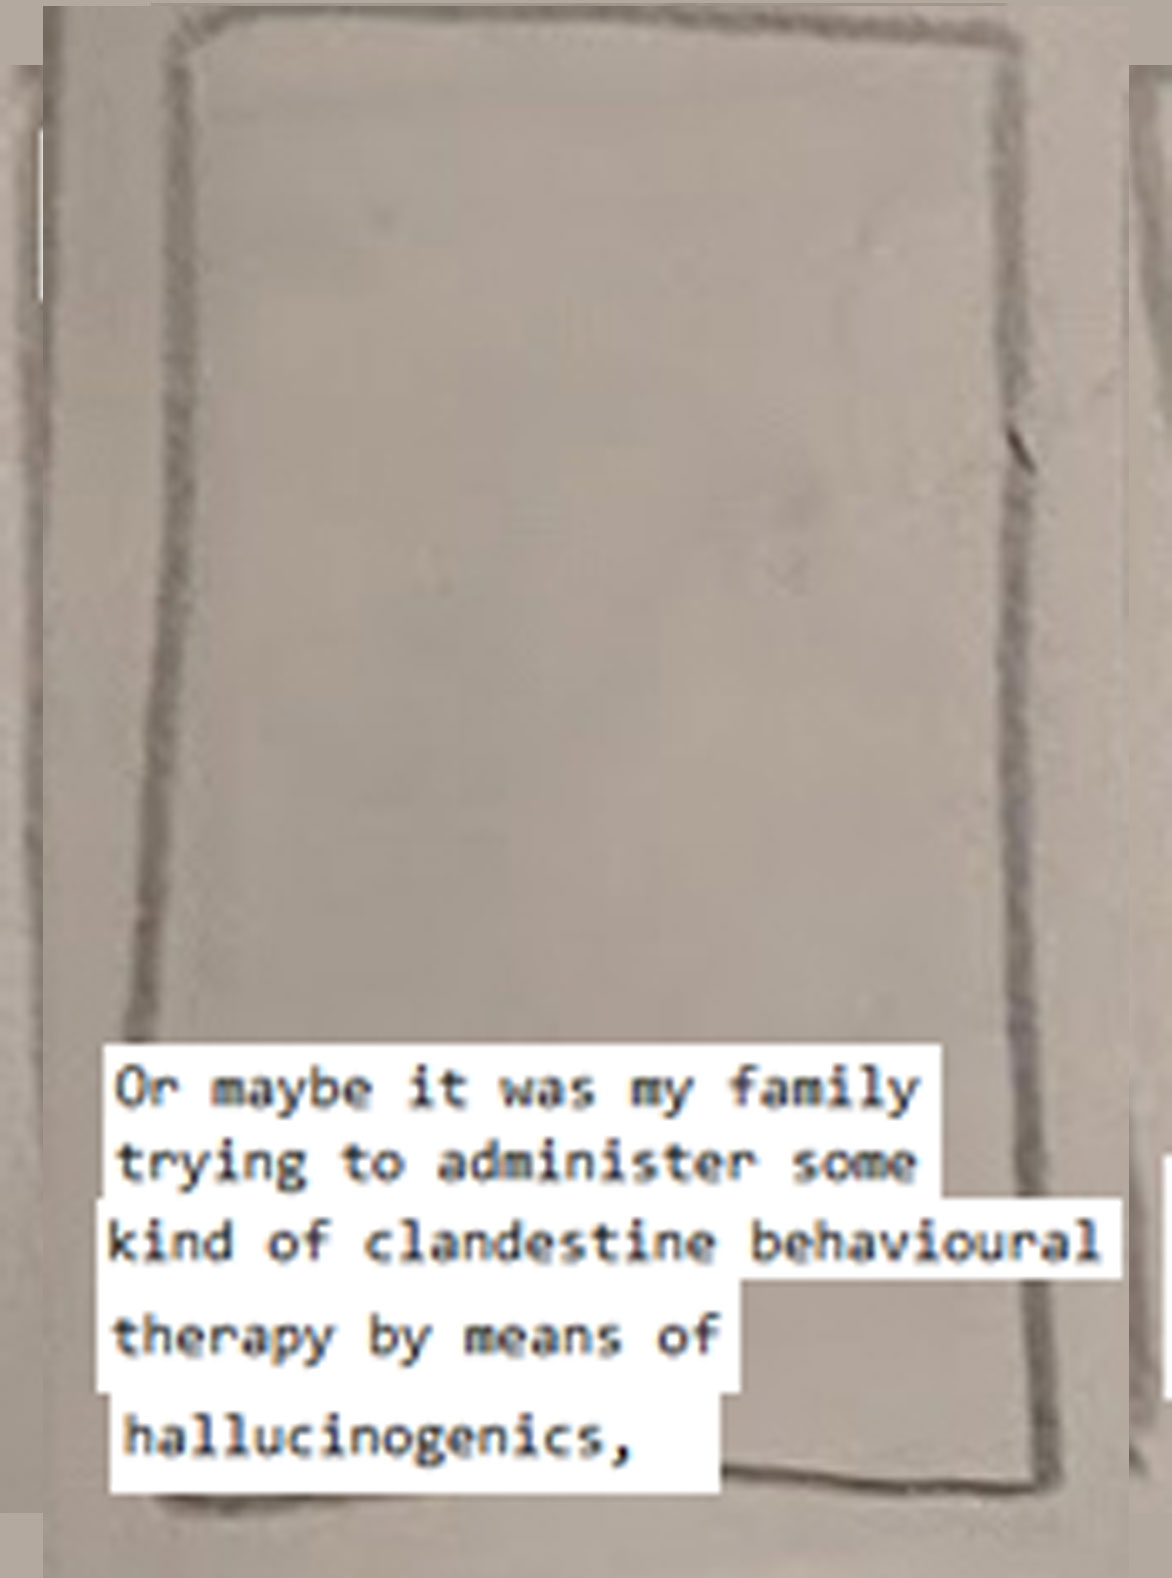 Or maybe it was my family
trying to administer some
kind of clandestine behavioural
therapy by means of
hallucinogenics,